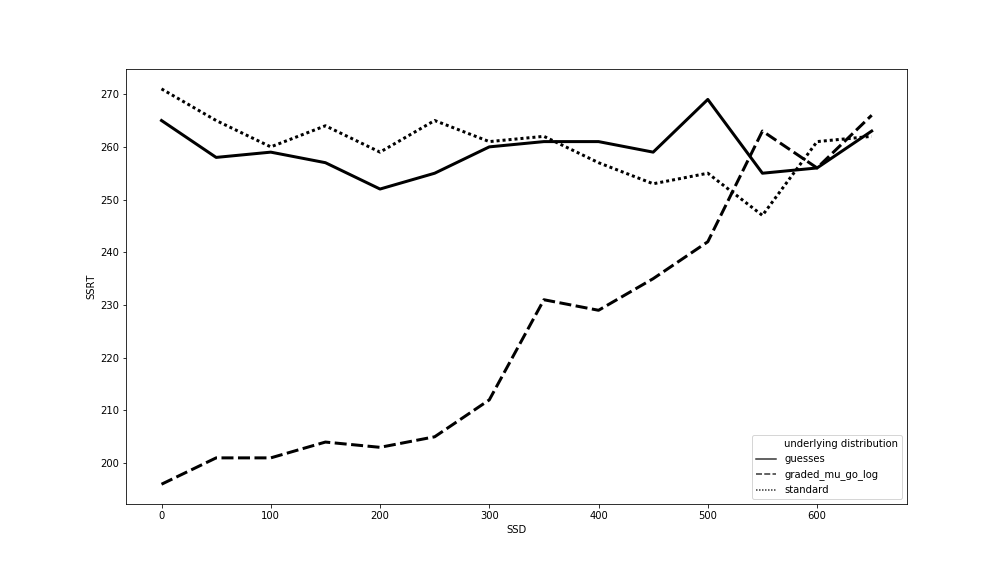 270
260
250
240
230
220
210
200
SSRT
0 100 200 300 400 500 600
SSD
underlying distribution
guesses
graded_mu_go_log
standard